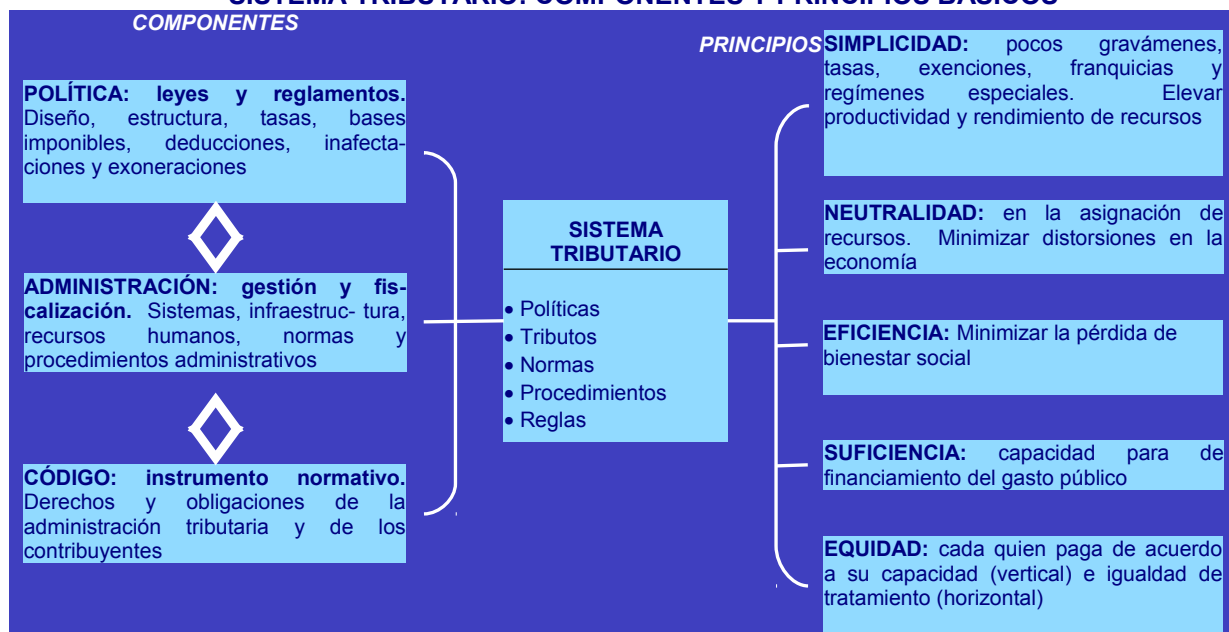 SISTEMA TRIBUTARIO: COMPONENTES Y PRINCIPIOS BÁSICOS
COMPONENTES
POLÍTICA: leyes y reglamentos.
Diseño, estructura, tasas, bases
imponibles, deducciones, inafecta-
ciones y exoneraciones
ADMINISTRACIÓN: gestión y fis-
calización. Sistemas, infraestruc- tura,
recursos humanos, normas y
procedimientos administrativos
CÓDIGO: instrumento normativo.
Derechos y obligaciones de la
administración tributaria y de los
contribuyentes
SISTEMA
TRIBUTARIO
• Políticas
• Tributos
• Normas
• Procedimientos
• Reglas
PRINCIPIOS
SIMPLICIDAD: pocos gravámenes,
tasas, exenciones, franquicias y
regímenes especiales. Elevar
productividad y rendimiento de recursos
NEUTRALIDAD: en la asignación de
recursos. Minimizar distorsiones en la
economía
EFICIENCIA: Minimizar la pérdida de
bienestar social
SUFICIENCIA: capacidad para de
financiamiento del gasto público
EQUIDAD: cada quien paga de acuerdo
a su capacidad (vertical) e igualdad de
tratamiento (horizontal)